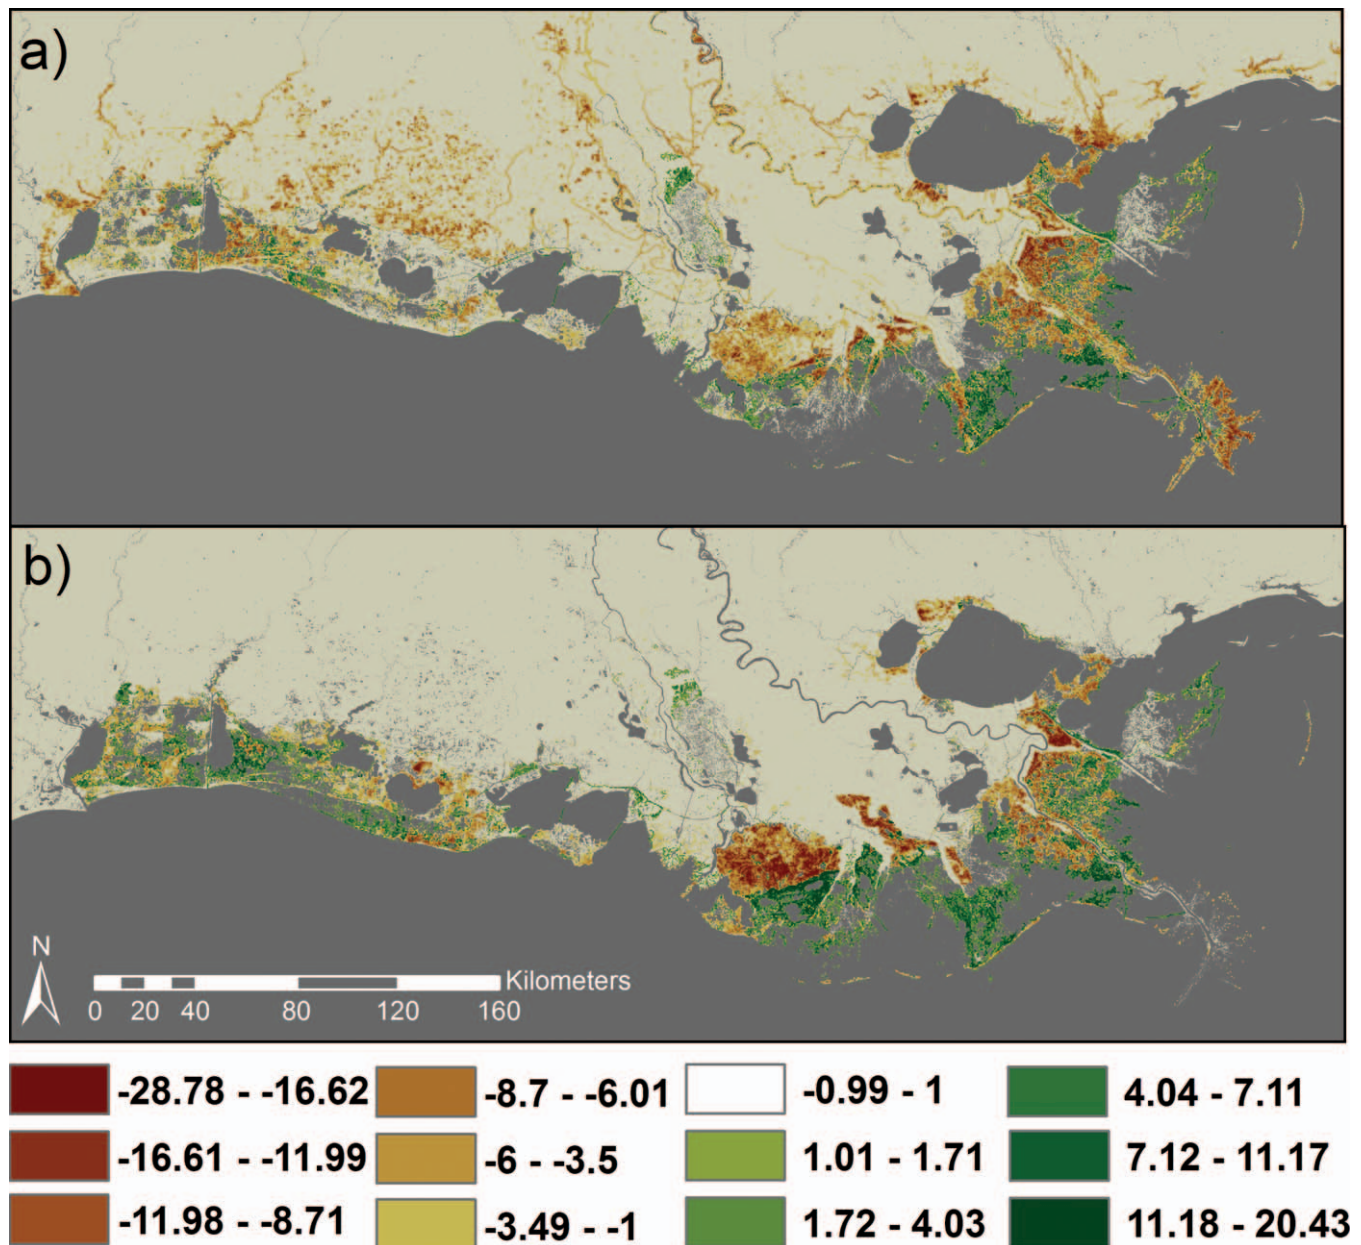 a)
b)
N
Kilometers
0 20 40 80 120 160
-28.78 - -16.62 -8.7 - -6.01 -0.99 - 1 4.04 - 7.11
-16.61 - -11.99 -6 - -3.5 1.01 - 1.71 7.12 - 11.17
-11.98 - -8.71 -3.49 - -1 1.72 - 4.03 11.18 - 20.43